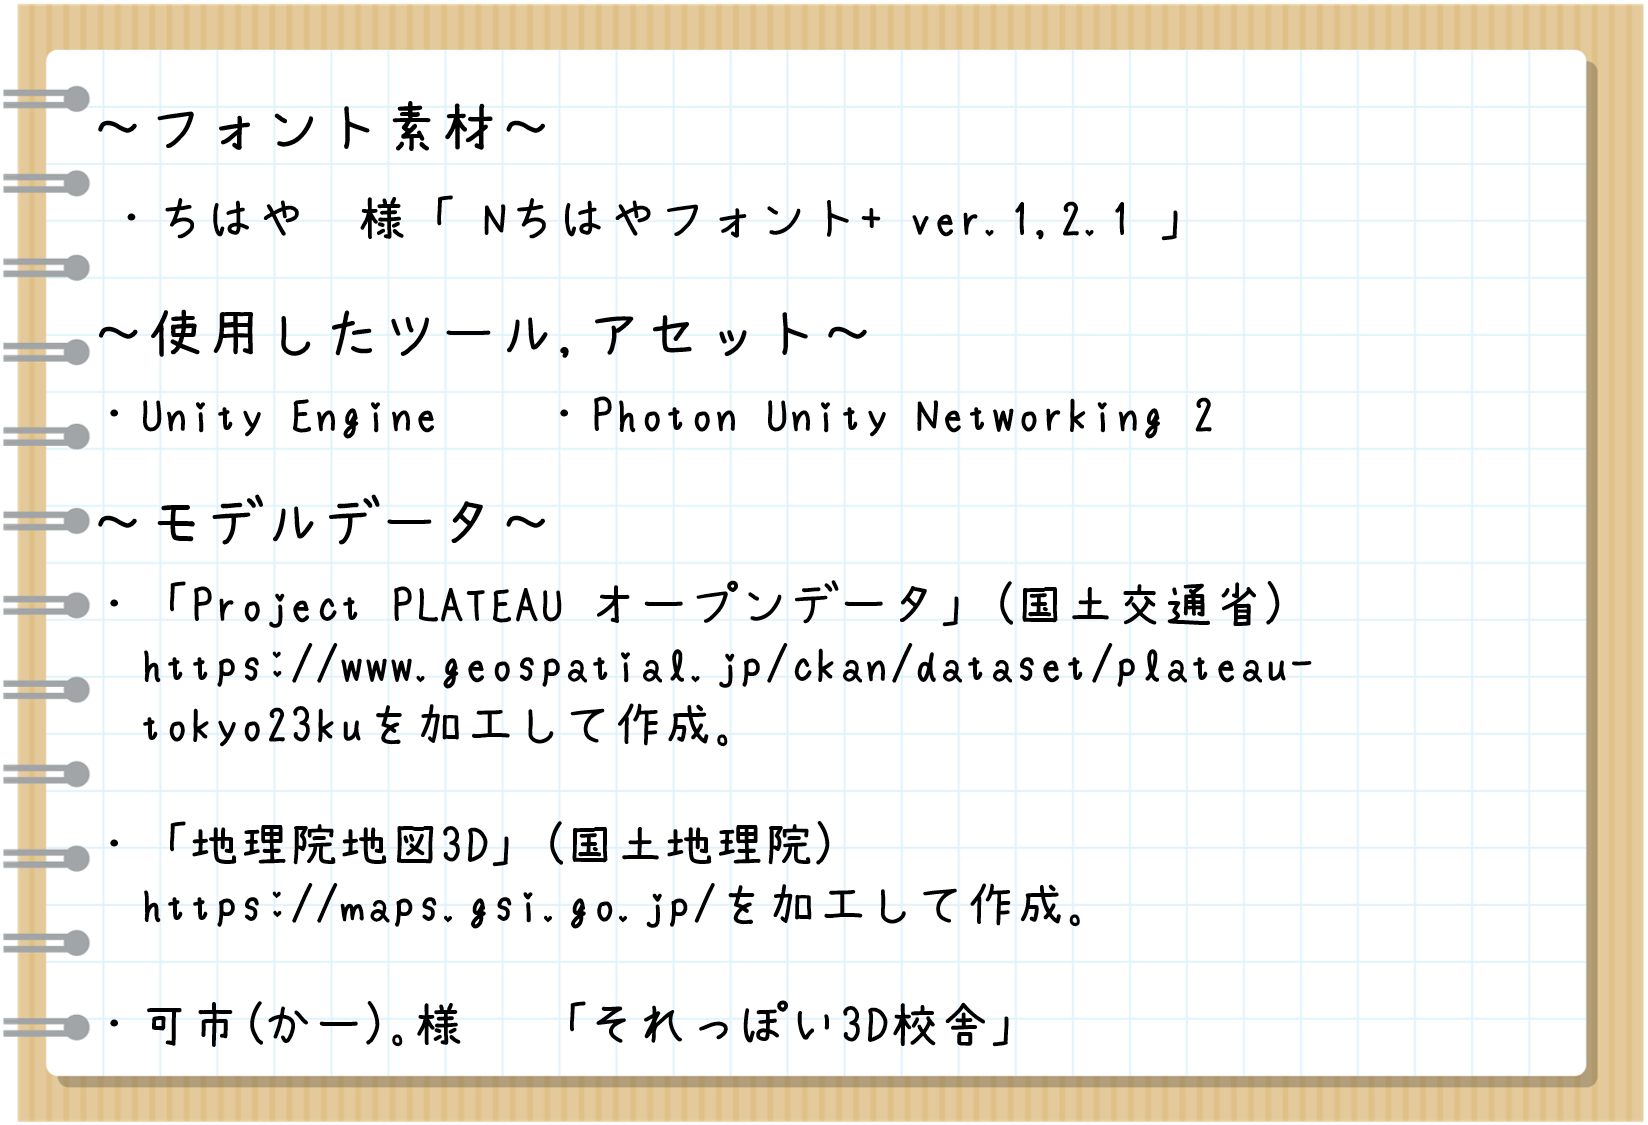 ～フォント素材～
・ちはや　様「 Nちはやフォント+ ver.1.2.1 」
～使用したツール,アセット～
・Unity Engine　　・Photon Unity Networking 2
～モデルデータ～
・「Project PLATEAU オープンデータ」(国土交通省)
https://www.geospatial.jp/ckan/dataset/plateau-
tokyo23kuを加工して作成。
・「地理院地図3D」(国土地理院)
https://maps.gsi.go.jp/を加工して作成。
・可市(かー)。様　　「それっぽい3D校舎」